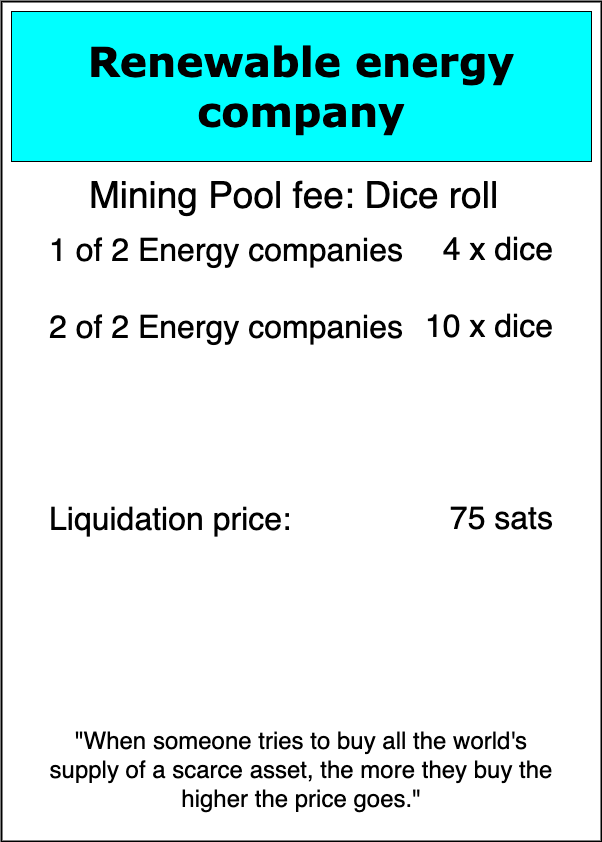 Renewable energy
company
Mining Pool fee: Dice roll
1 of 2 Energy companies 4 x dice
2 of 2 Energy companies 10 x dice
Liquidation price: 75 sats
"When someone tries to buy all the world's
supply of a scarce asset, the more they buy the
higher the price goes."